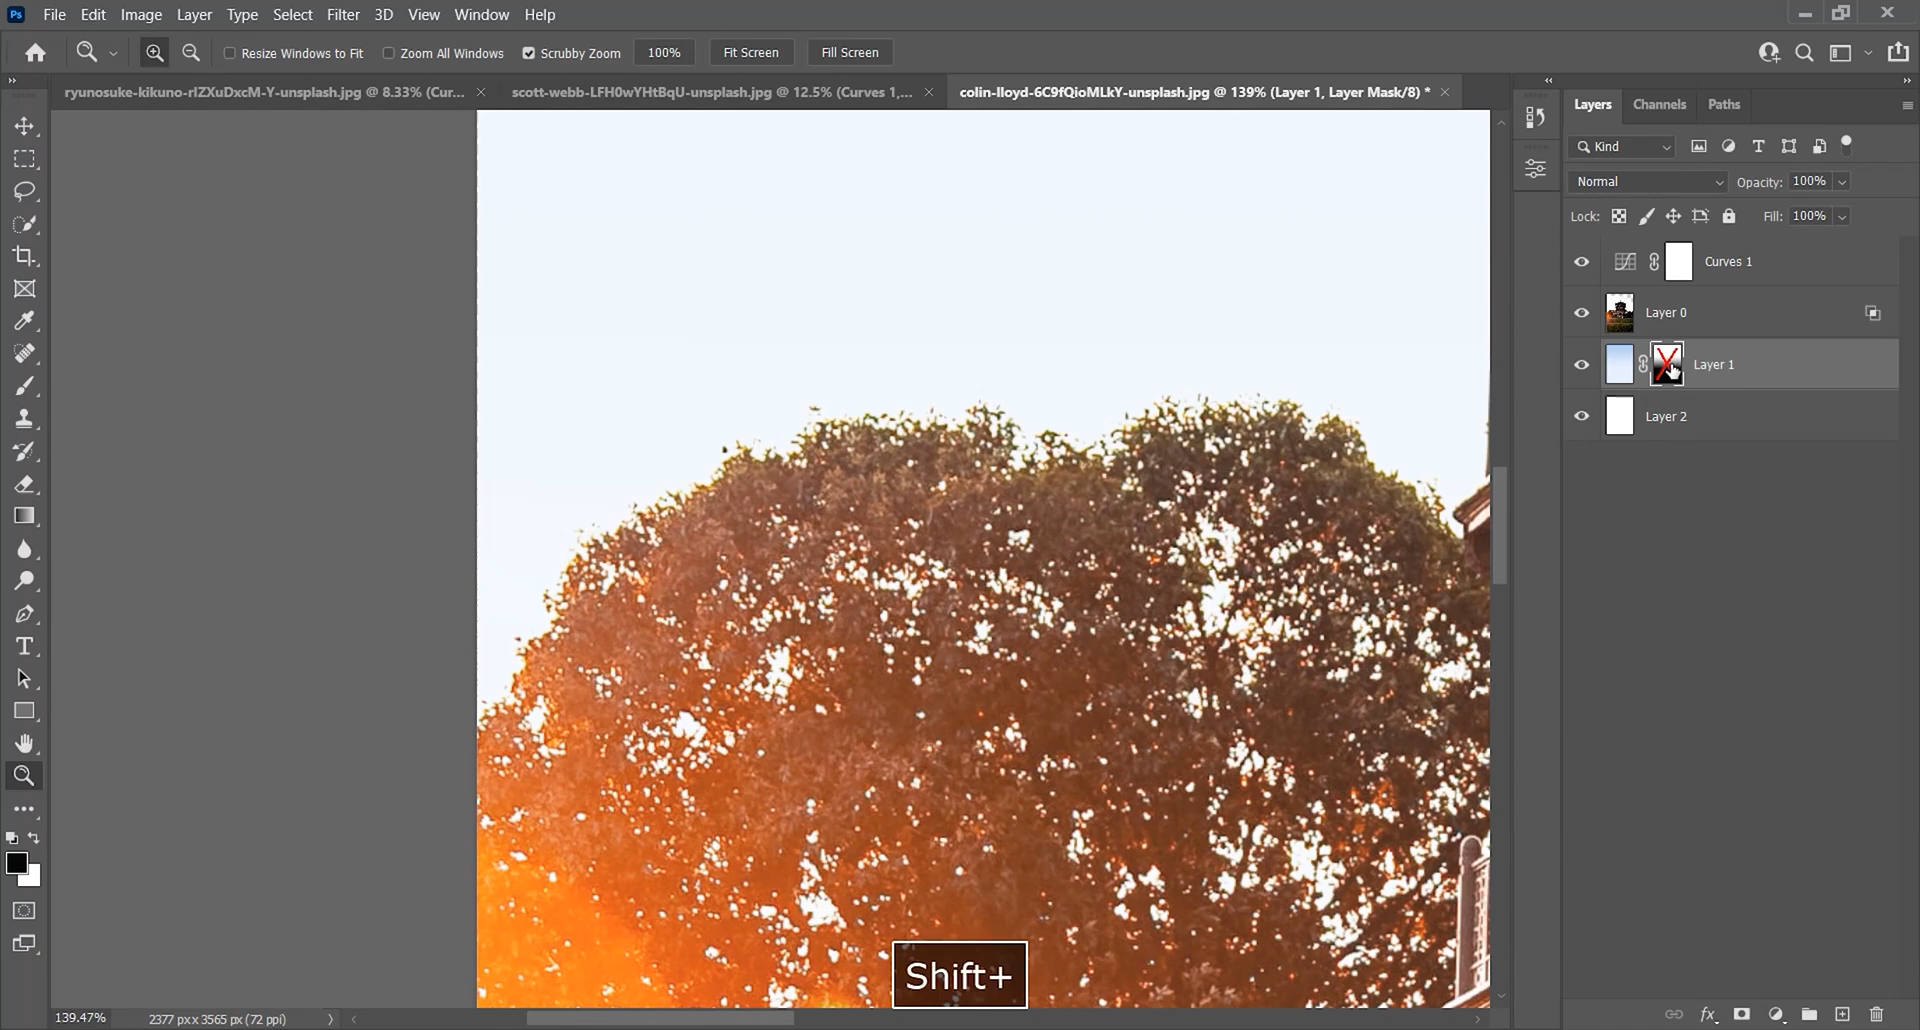 Ps File Edit Image Layer Type Select Filter 3D View Window Help
Resize Windows to Fit Zoom All Windows Scrubby Zoom 100% Fit Screen Fill Screen
ryunosuke-kikuno-rIZXuDxcM-Y-unsplash.jpg @ 8.33% (Cur... scott-webb-LFH0wYHtBqU-unsplash.jpg @ 12.5% (Curves 1,... colin-lloyd-6C9fQioMLkY-unsplash.jpg @ 139% (Layer 1, Layer Mask/8) *
Layers Channels Paths
Kind
Normal Opacity: 100%
Lock: Fill: 100%
Curves 1
Layer 0
Layer 1
Layer 2
Shift+
139.47% 2377 px x 3565 px (72 ppi)